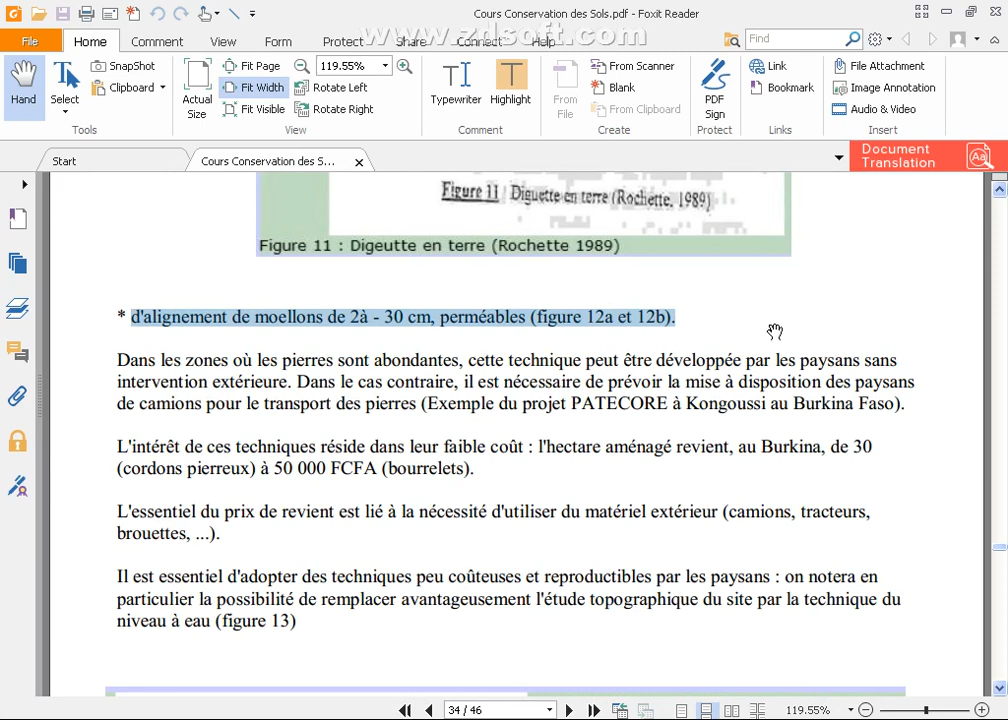 Cours Conservation des Sols.pdf - Foxit Reader
www.zdsoft.com
File Home Comment View Form Protect Share Connect Help Find
Hand
Select
SnapShot
Clipboard
Tools
Actual Size
Fit Page
Fit Width
Fit Visible
119.55%
Rotate Left
Rotate Right
View
Typewriter
Highlight
Comment
From File
From Scanner
Blank
From Clipboard
Create
PDF Sign
Protect
Link
Bookmark
Links
File Attachment
Image Annotation
Audio & Video
Insert
Start
Cours Conservation des S...
Document
Translation
Figure 11 Diguette en terre (Rochette, 1989)
Figure 11 : Digeutte en terre (Rochette 1989)
* d'alignement de moellons de 2à - 30 cm, perméables (figure 12a et 12b).
Dans les zones où les pierres sont abondantes, cette technique peut être développée par les paysans sans
intervention extérieure. Dans le cas contraire, il est nécessaire de prévoir la mise à disposition des paysans
de camions pour le transport des pierres (Exemple du projet PATECORE à Kongoussi au Burkina Faso).
L'intérêt de ces techniques réside dans leur faible coût : l'hectare aménagé revient, au Burkina, de 30
(cordons pierreux) à 50 000 FCFA (bourrelets).
L'essentiel du prix de revient est lié à la nécessité d'utiliser du matériel extérieur (camions, tracteurs,
brouettes, ...).
Il est essentiel d'adopter des techniques peu coûteuses et reproductibles par les paysans : on notera en
particulier la possibilité de remplacer avantageusement l'étude topographique du site par la technique du
niveau à eau (figure 13)
34 / 46
119.55%